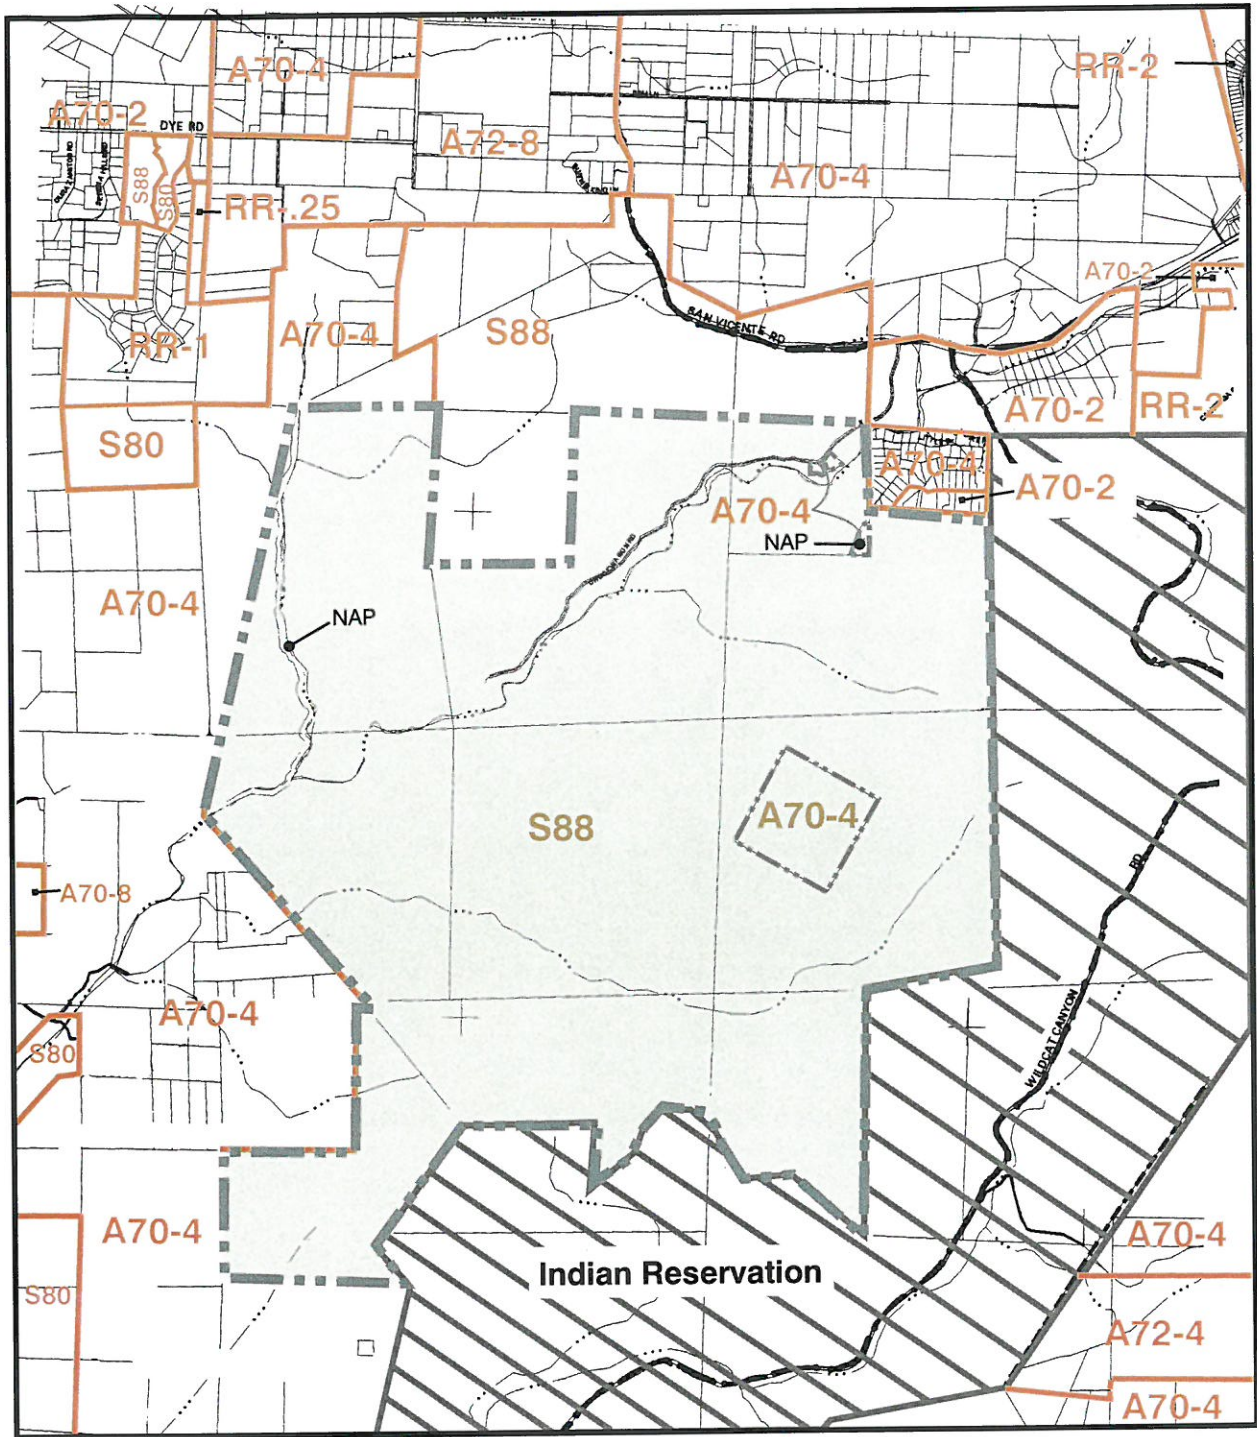 A70-4
RR-2
A70-2
DYE RD
A72-8
A70-4
S88
S80
RR-.25
A70-2
SAN VICENTE RD
RR-1
A70-4
S88
A70-2
RR-2
S80
A70-4
A70-2
A70-4
NAP
A70-4
NAP
S88
A70-4
RD
A70-8
WILDCAT CANYON
A70-4
S80
A70-4
A70-4
Indian Reservation
S80
A72-4
A70-4